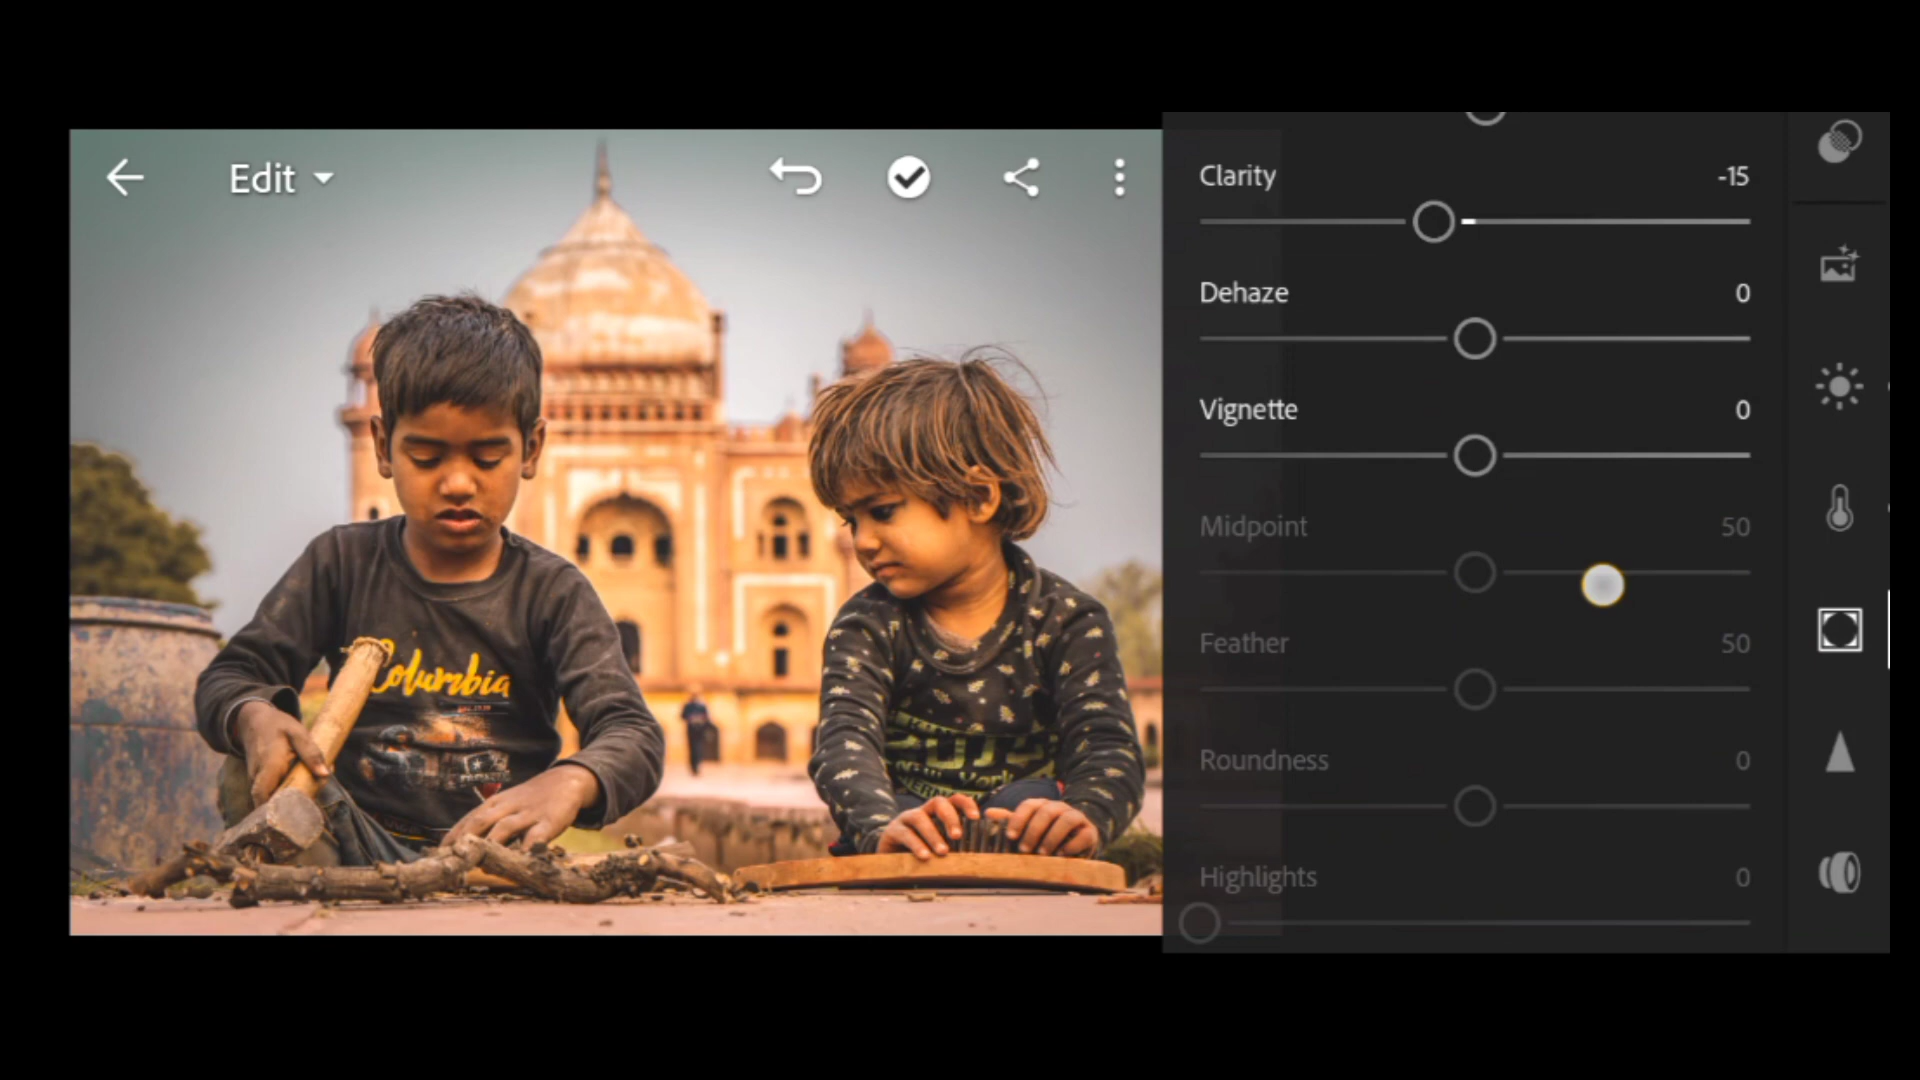 Edit
Clarity -15
Dehaze 0
Vignette 0
Midpoint 50
Feather 50
Roundness 0
Highlights 0
Columbia